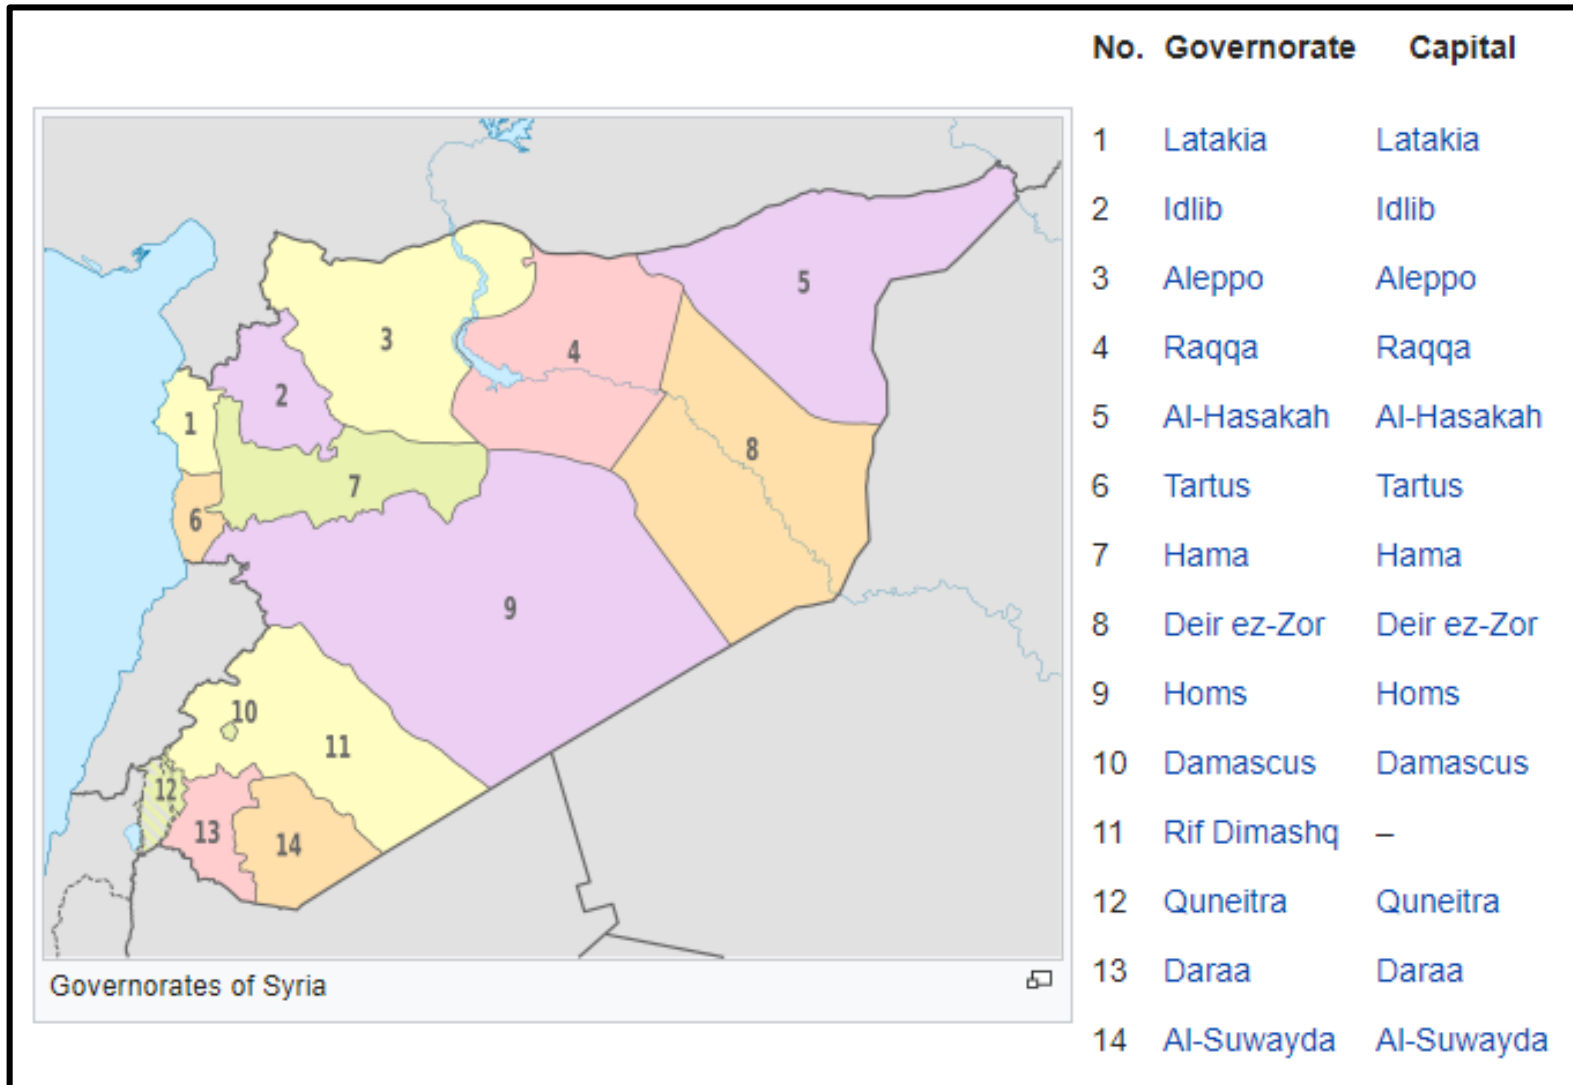 No. Governorate Capital
1 Latakia Latakia
2 Idlib Idlib
3 Aleppo Aleppo
4 Raqqa Raqqa
5 Al-Hasakah Al-Hasakah
6 Tartus Tartus
7 Hama Hama
8 Deir ez-Zor Deir ez-Zor
9 Homs Homs
10 Damascus Damascus
11 Rif Dimashq –
12 Quneitra Quneitra
13 Daraa Daraa
14 Al-Suwayda Al-Suwayda
5
3
4
2
1
8
7
6
9
10
11
12
13
14
Governorates of Syria